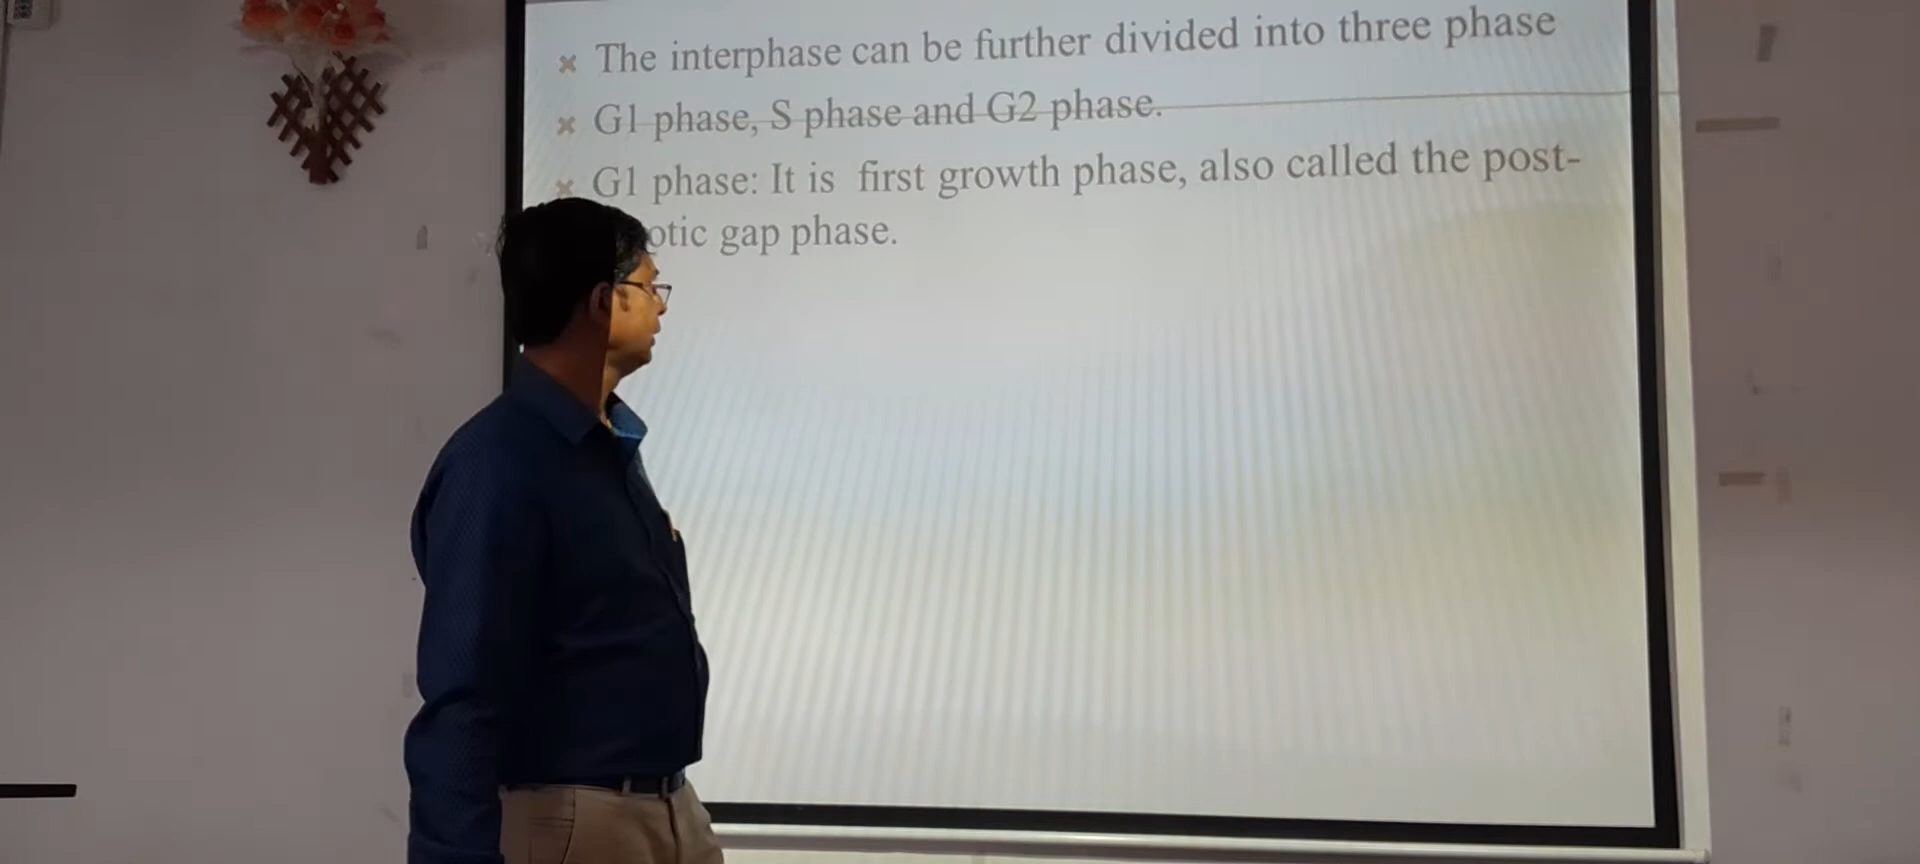 The interphase can be further divided into three phase
G1 phase, S phase and G2 phase.
G1 phase: It is first growth phase, also called the post-
otic gap phase.